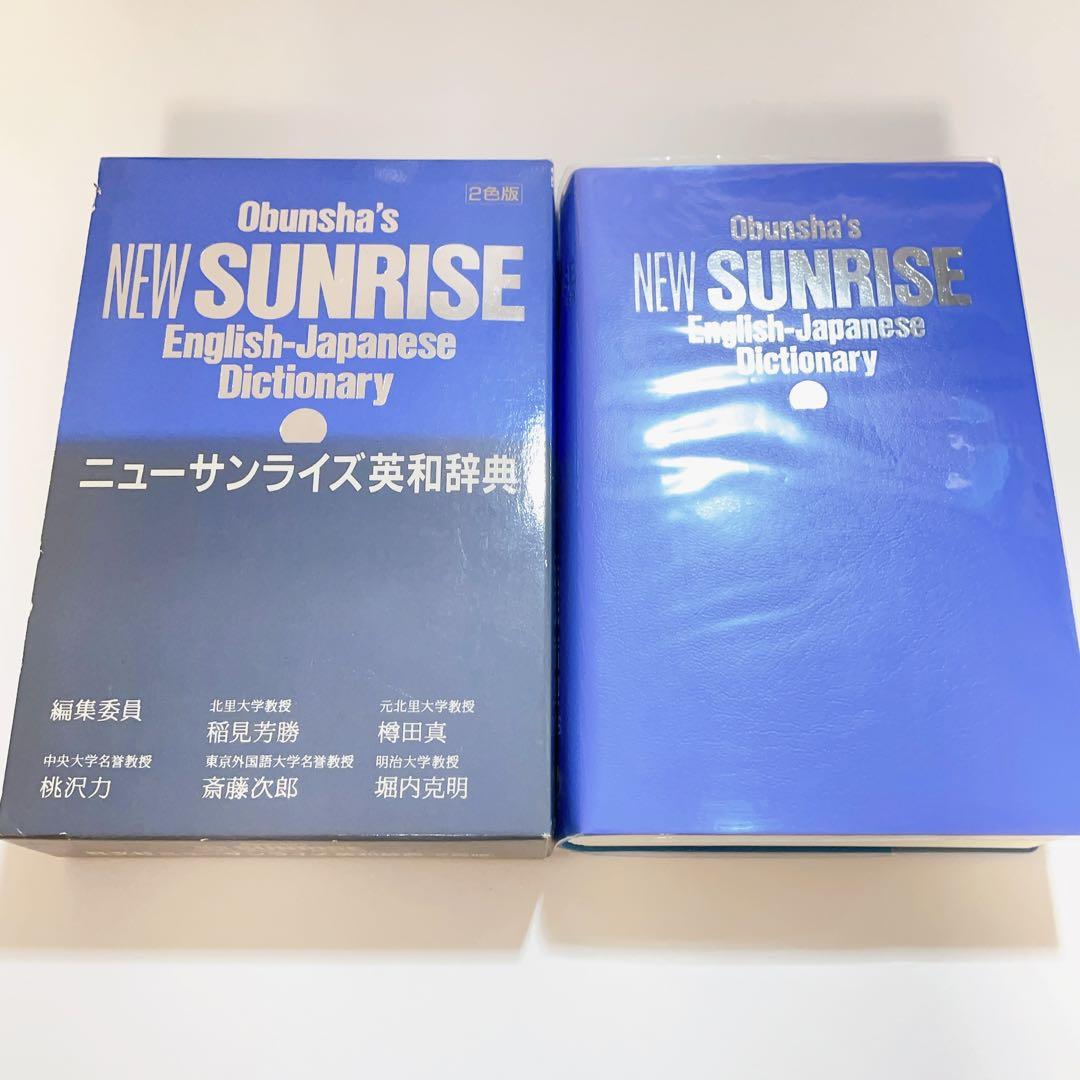 2色版
Obunsha's
NEW SUNRISE
English-Japanese
Dictionary
ニューサンライズ英和辞典
編集委員
北里大学教授
稲見芳勝
元北里大学教授
樽田真
中央大学名誉教授
桃沢力
東京外国語大学名誉教授
斎藤次郎
明治大学教授
堀内克明
Obunsha's
NEW SUNRISE
English-Japanese
Dictionary